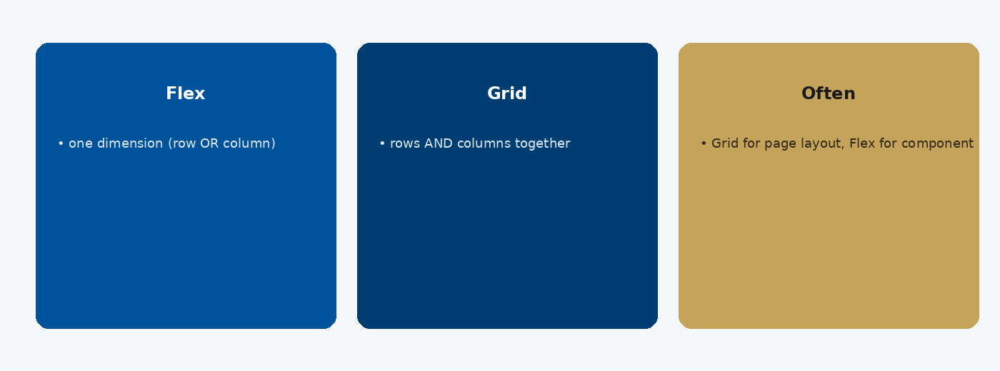 Flex
• one dimension (row OR column)
Grid
• rows AND columns together
Often
• Grid for page layout, Flex for component